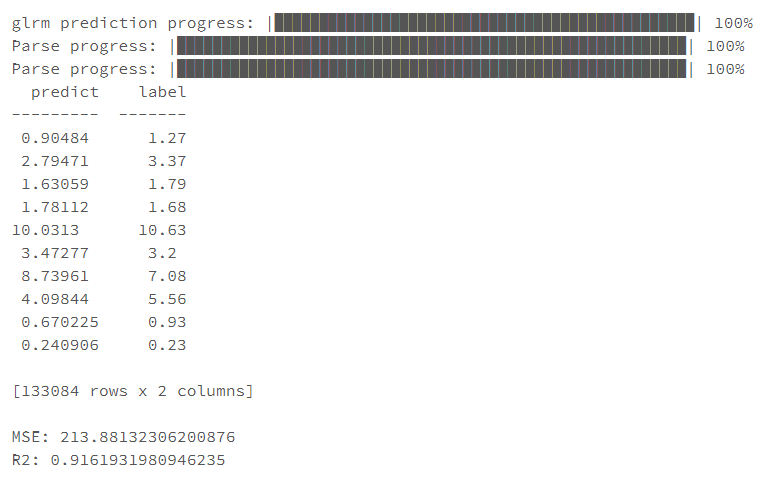 glrm prediction progress: |██████████████████████████████████████████| 100%
Parse progress: |███████████████████████████████████████████████████| 100%
Parse progress: |███████████████████████████████████████████████████| 100%
predict label
--------- -------
0.90484 1.27
2.79471 3.37
1.63059 1.79
1.78112 1.68
10.0313 10.63
3.47277 3.2
8.73961 7.08
4.09844 5.56
0.670225 0.93
0.240906 0.23
[133084 rows x 2 columns]
MSE: 213.88132306200876
R2: 0.9161931980946235